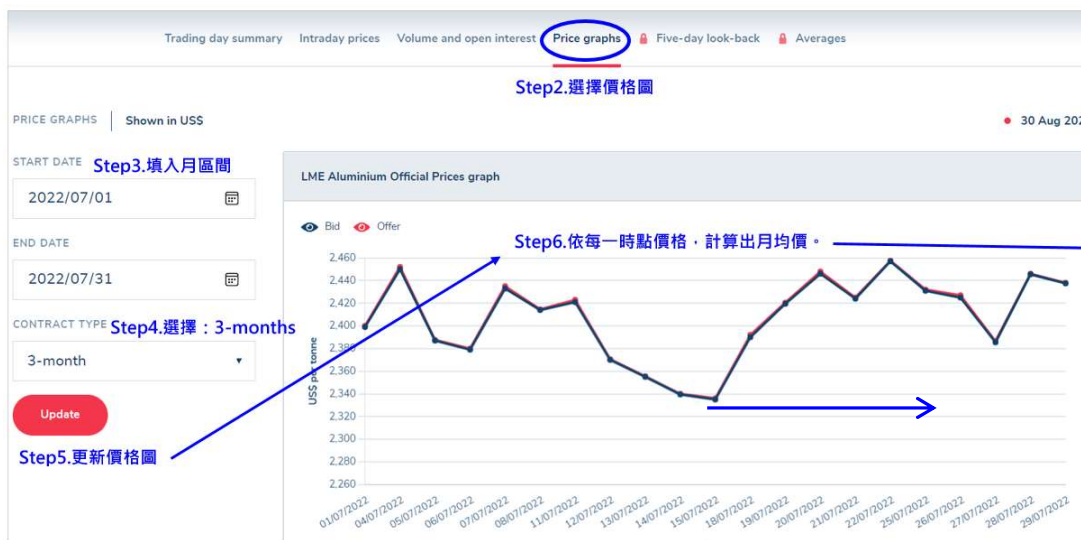 Trading day summary Intraday prices Volume and open interest Price graphs Five-day look-back Averages
Step2.選擇價格圖
PRICE GRAPHS Shown in US$
30 Aug 202
START DATE Step3.填入月區間
2022/07/01
END DATE
2022/07/31
CONTRACT TYPE Step4.選擇：3-months
3-month
Update
Step5.更新價格圖
LME Aluminium Official Prices graph
Bid Offer
Step6.依每一時點價格，計算出月均價。
US$ per tonne
2,460
2,440
2,420
2,400
2,380
2,360
2,340
2,320
2,300
2,280
2,260
01/07/2022
04/07/2022
05/07/2022
06/07/2022
07/07/2022
08/07/2022
11/07/2022
12/07/2022
13/07/2022
14/07/2022
15/07/2022
18/07/2022
19/07/2022
20/07/2022
21/07/2022
22/07/2022
25/07/2022
26/07/2022
27/07/2022
28/07/2022
29/07/2022